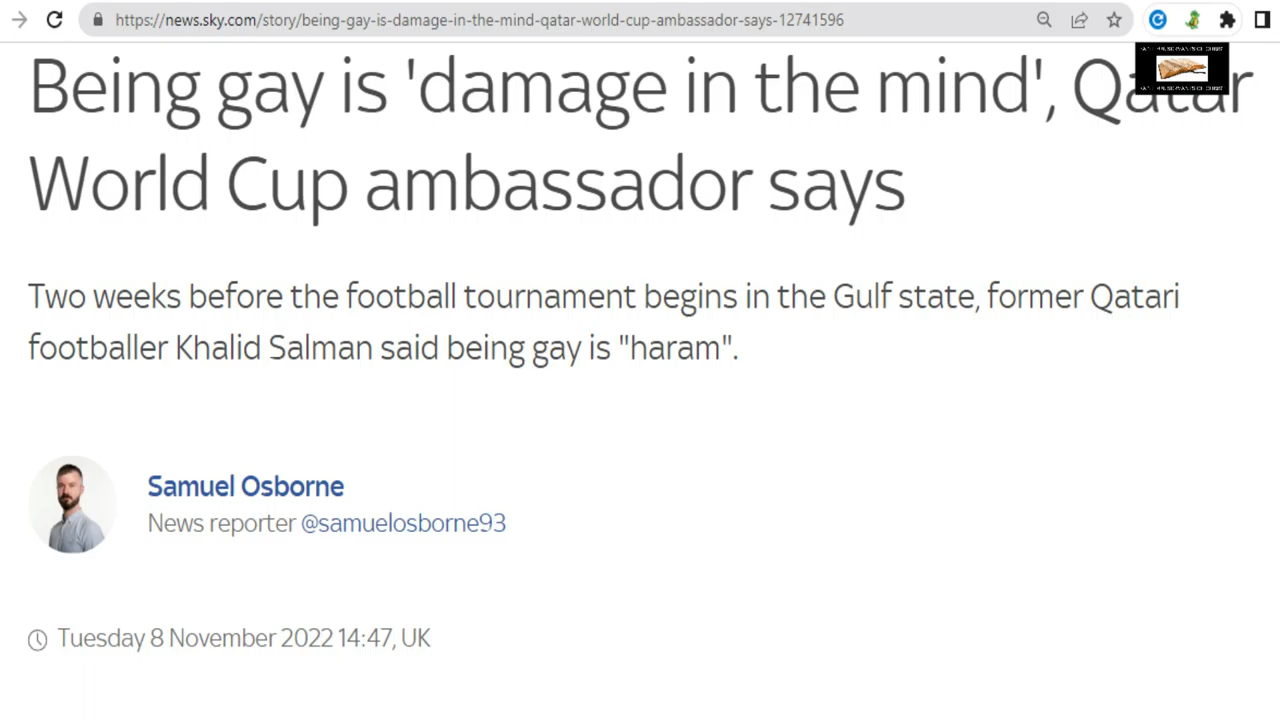 https://news.sky.com/story/being-gay-is-damage-in-the-mind-qatar-world-cup-ambassador-says-12741596
Being gay is 'damage in the mind', Qatar
World Cup ambassador says
Two weeks before the football tournament begins in the Gulf state, former Qatari
footballer Khalid Salman said being gay is "haram".
Samuel Osborne
News reporter @samuelosborne93
Tuesday 8 November 2022 14:47, UK